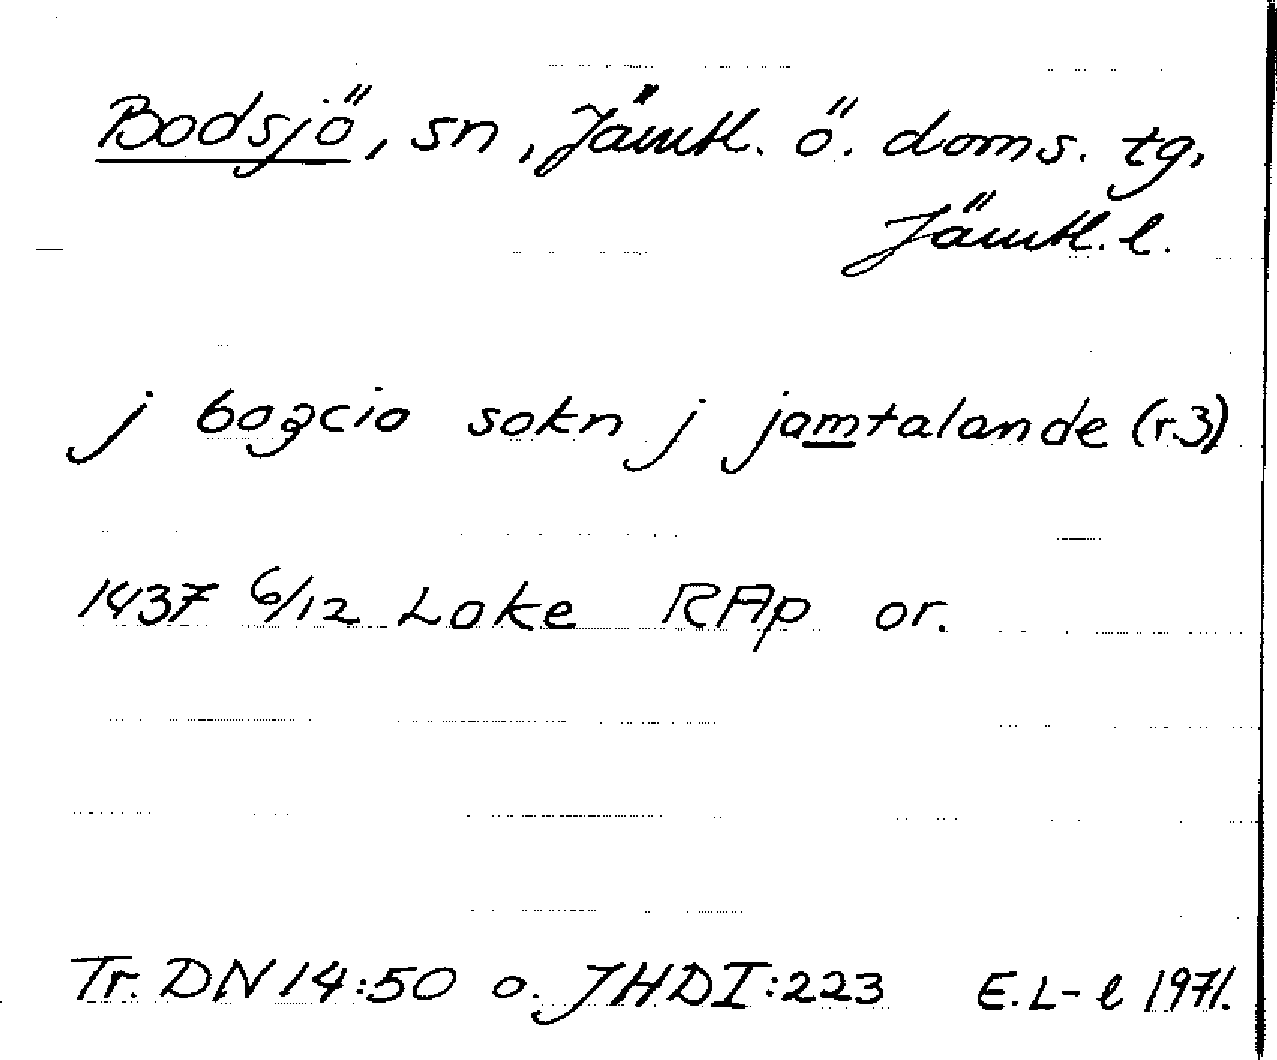 Bodsjö, sn, Jämtl. ö. doms. tg,
Jämtl. l.
j bozcio sokn j jamtalande (r.3)
1437 6/12 Loke RAp or.
Tr. DN 14:50 o. JHD I:223 E.L-l 1971.